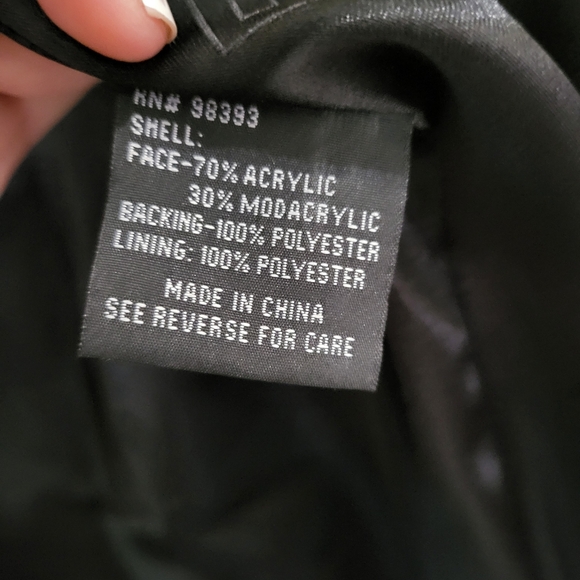 RN# 98393
SHELL:
FACE-70% ACRYLIC
30% MODACRYLIC
BACKING-100% POLYESTER
LINING: 100% POLYESTER
MADE IN CHINA
SEE REVERSE FOR CARE